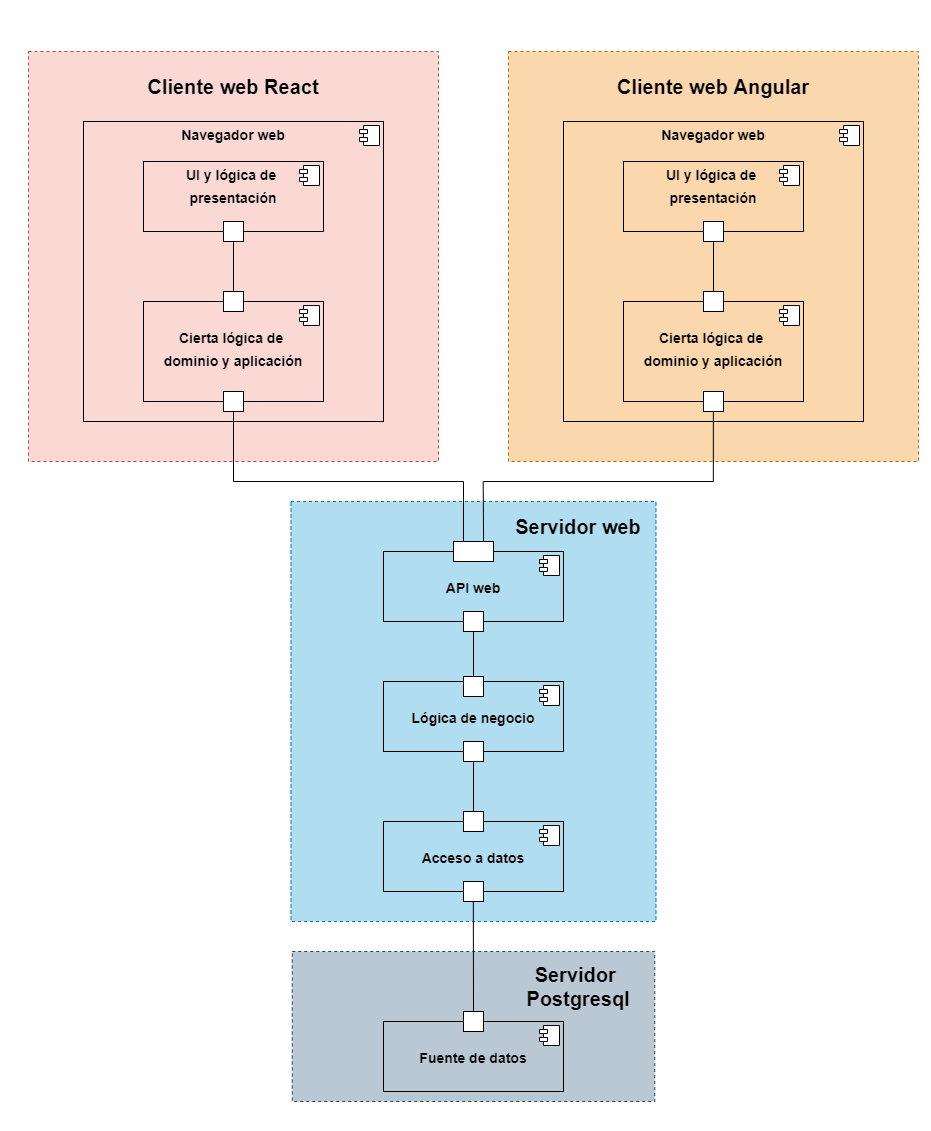 Cliente web React
Navegador web
UI y lógica de
presentación
Cierta lógica de
dominio y aplicación
Cliente web Angular
Navegador web
UI y lógica de
presentación
Cierta lógica de
dominio y aplicación
Servidor web
API web
Lógica de negocio
Acceso a datos
Servidor
Postgresql
Fuente de datos